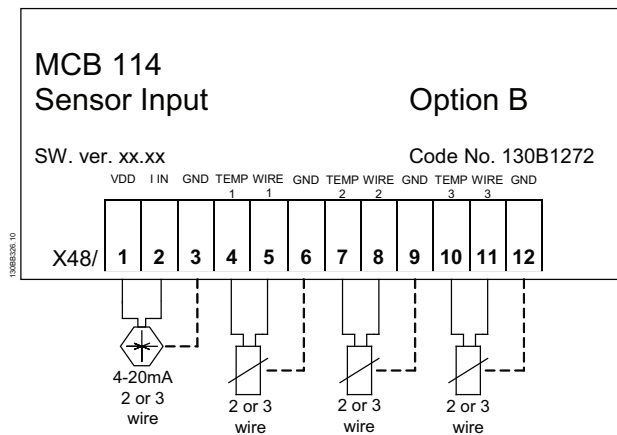 MCB 114
Sensor Input Option B
SW. ver. xx.xx Code No. 130B1272
VDD I IN GND TEMP WIRE GND TEMP WIRE GND TEMP WIRE GND
1 1 2 2 3 3
X48/ 1 2 3 4 5 6 7 8 9 10 11 12
130BB326.10
4-20mA
2 or 3 2 or 3 2 or 3 2 or 3
wire wire wire wire